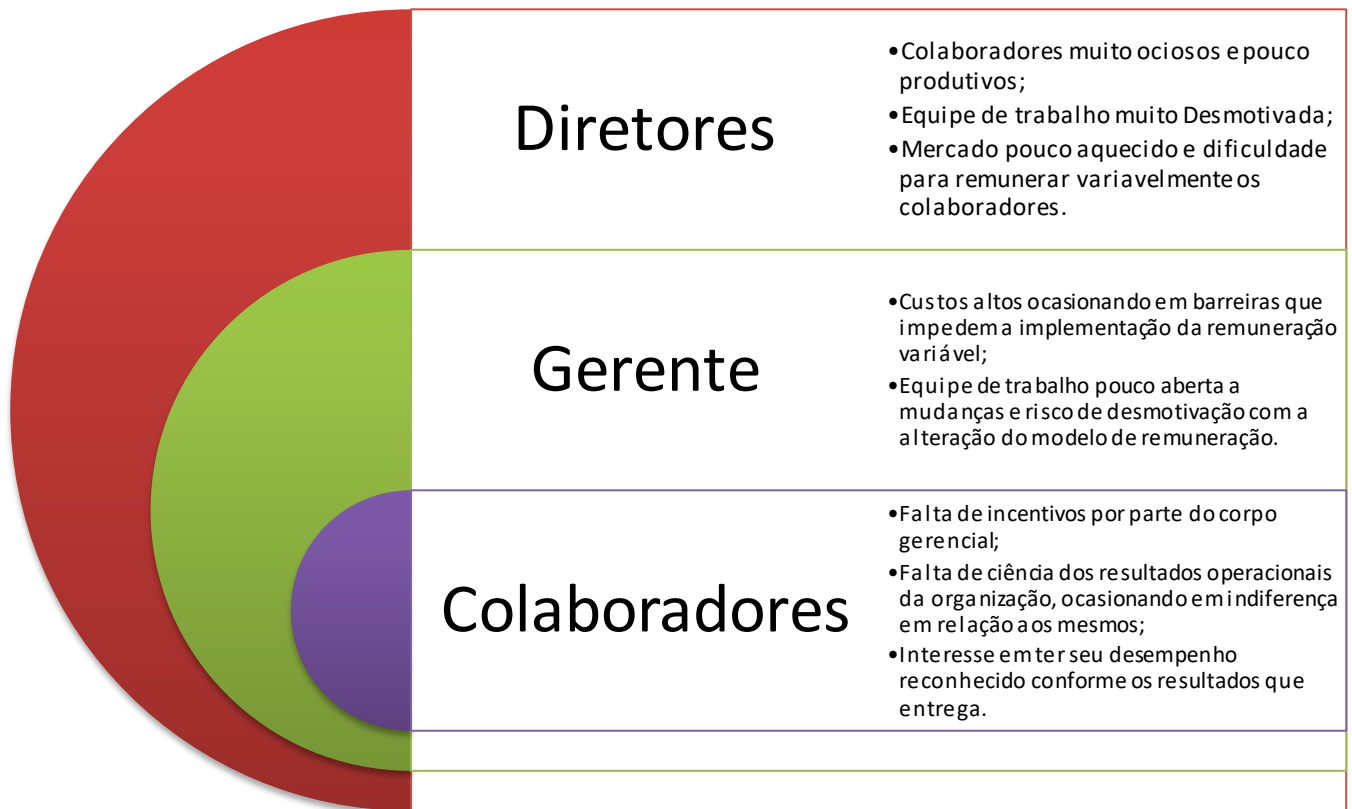 Diretores
•Colaboradores muito ociosos e pouco
produtivos;
•Equipe de trabalho muito Desmotivada;
•Mercado pouco aquecido e dificuldade
para remunerar variavelmente os
colaboradores.
Gerente
•Custos altos ocasionando em barreiras que
impedem a implementação da remuneração
variável;
•Equipe de trabalho pouco aberta a
mudanças e risco de desmotivação com a
alteração do modelo de remuneração.
Colaboradores
•Falta de incentivos por parte do corpo
gerencial;
•Falta de ciência dos resultados operacionais
da organização, ocasionando em indiferença
em relação aos mesmos;
•Interesse em ter seu desempenho
reconhecido conforme os resultados que
entrega.